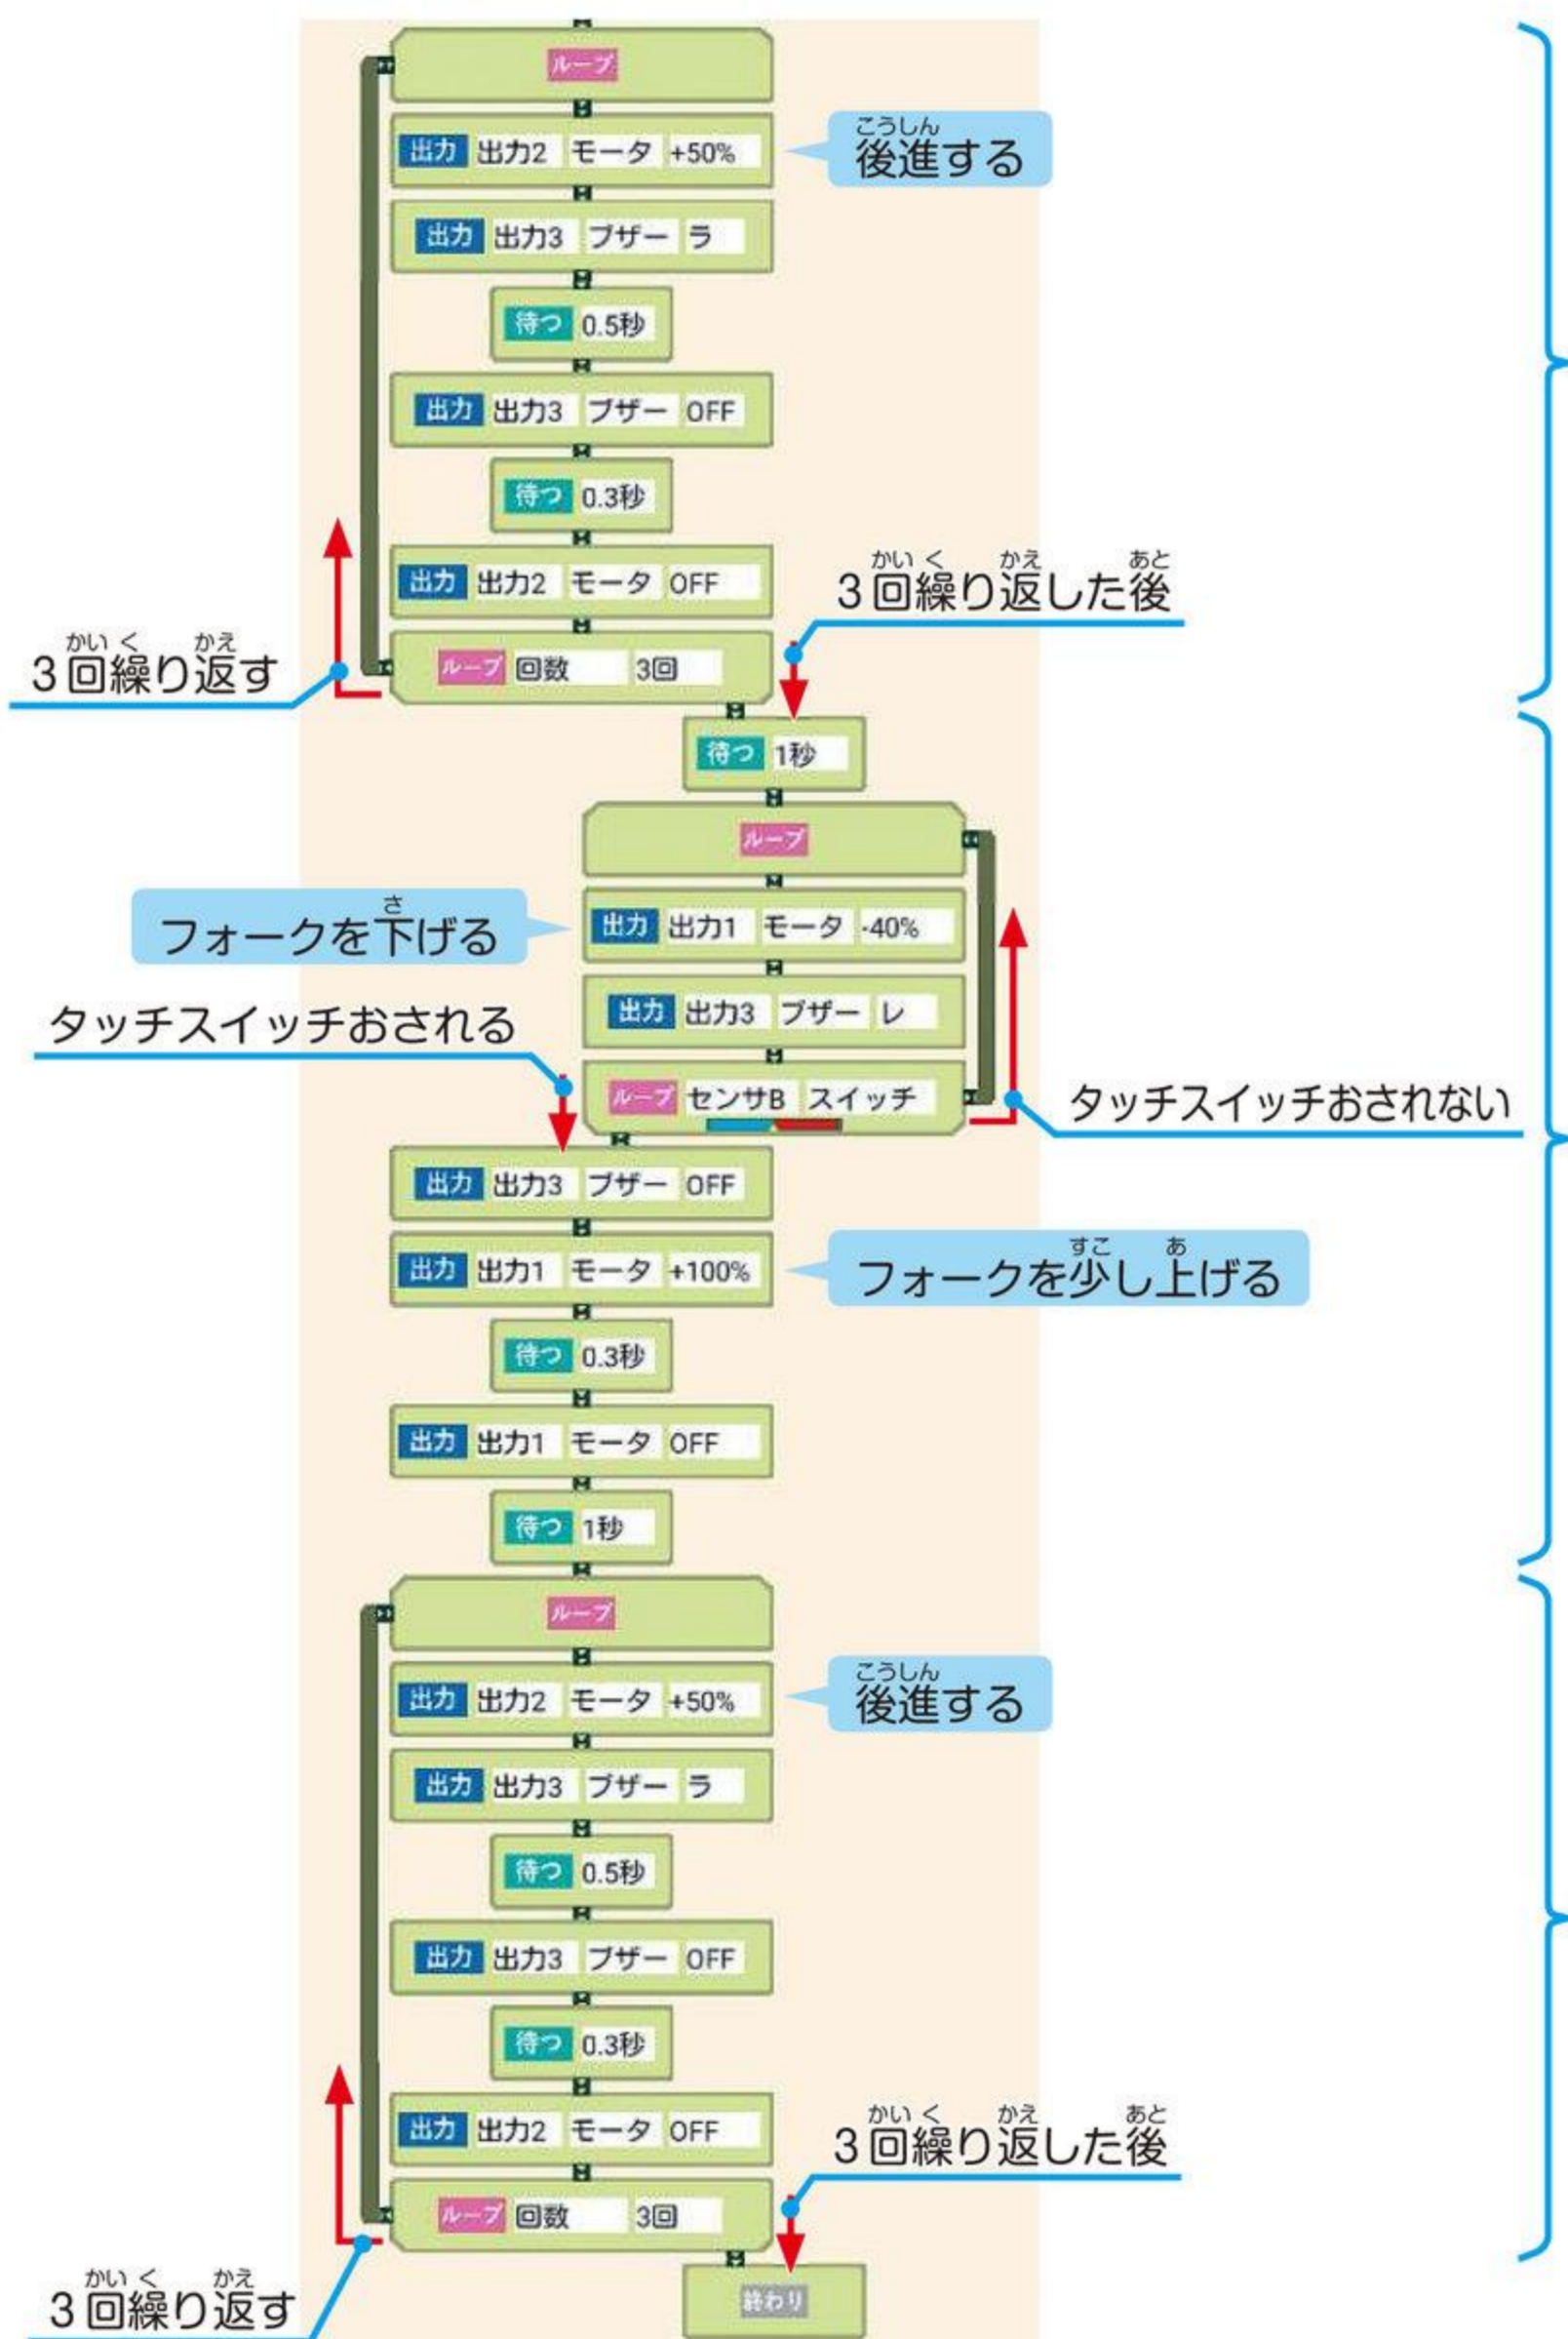 ループ
出力 出力2 モータ +50%
こうしん
後進する
出力 出力3 ブザー ラ
待つ 0.5秒
出力 出力3 ブザー OFF
待つ 0.3秒
出力 出力2 モータ OFF
かい く かえ あと
3回繰り返した後
かい く かえ
3回繰り返す
ループ 回数 3回
待つ 1秒
ループ
さ
フォークを下げる
出力 出力1 モータ -40%
タッチスイッチおされる
出力 出力3 ブザー レ
ループ センサB スイッチ
タッチスイッチおされない
出力 出力3 ブザー OFF
出力 出力1 モータ +100%
すこ あ
フォークを少し上げる
待つ 0.3秒
出力 出力1 モータ OFF
待つ 1秒
ループ
出力 出力2 モータ +50%
こうしん
後進する
出力 出力3 ブザー ラ
待つ 0.5秒
出力 出力3 ブザー OFF
待つ 0.3秒
出力 出力2 モータ OFF
かい く かえ あと
3回繰り返した後
ループ 回数 3回
かい く かえ
3回繰り返す
終わり